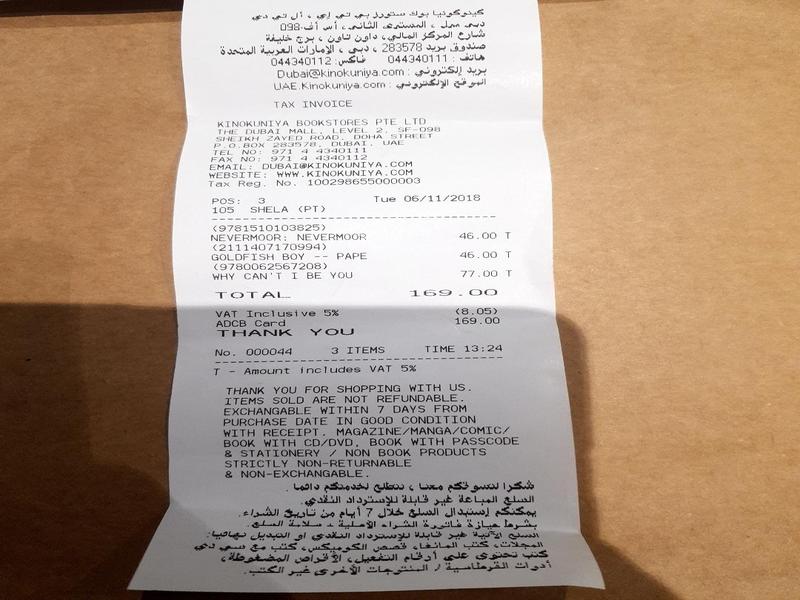 كينوكونيا بوك ستورز بي تي إي ، أل تي دي
دبي مول ، المستوى الثاني ، أس أف-098
شارع المركز المالي، داون تاون ، برج خليفة
صندوق بريد 283578 ، دبي ، الإمارات العربية المتحدة
هاتف : 044340111 فاكس: 044340112
بريد إلكتروني : Dubai@kinokuniya.com
الموقع الإلكتروني : UAE.Kinokuniya.com
TAX INVOICE
KINOKUNIYA BOOKSTORES PTE LTD
THE DUBAI MALL, LEVEL 2, SF-098
SHEIKH ZAYED ROAD, DOHA STREET
P.O.BOX 283578, DUBAI, UAE
TEL NO: 971 4 4340111
FAX NO: 971 4 4340112
EMAIL: DUBAI@KINOKUNIYA.COM
WEBSITE: WWW.KINOKUNIYA.COM
Tax Reg. No. 100298655000003
POS: 3 Tue 06/11/2018
105 SHELA (PT)
(9781510103825)
NEVERMOOR: NEVERMOOR 46.00 T
(2111407170994)
GOLDFISH BOY -- PAPE 46.00 T
(9780062567208)
WHY CAN'T I BE YOU 77.00 T
TOTAL 169.00
VAT Inclusive 5% (8.05)
ADCB Card 169.00
THANK YOU
No. 000044 3 ITEMS TIME 13:24
T - Amount includes VAT 5%
THANK YOU FOR SHOPPING WITH US.
ITEMS SOLD ARE NOT REFUNDABLE.
EXCHANGABLE WITHIN 7 DAYS FROM
PURCHASE DATE IN GOOD CONDITION
WITH RECEIPT. MAGAZINE/MANGA/COMIC/
BOOK WITH CD/DVD, BOOK WITH PASSCODE
& STATIONERY / NON BOOK PRODUCTS
STRICTLY NON-RETURNABLE
& NON-EXCHANGABLE.
شكرا لتسوقكم معنا ، نتطلع لخدمتكم دائما .
السلع المباعة غير قابلة للإسترداد النقدي.
يمكنكم إستبدال السلع خلال 7 أيام من تاريخ الشراء.
بشرط حيازة فاتورة الشراء الأصلية و سلامة السلع.
السلع الآتية غير قابلة للإسترداد النقدي او التبديل نهائيا:
المجلات، كتب المانغا، قصص الكوميكس، كتب مع سي دي
كتب تحتوي على أرقام التفعيل، الأقراص المضغوطة،
أدوات القرطاسية / المنتوجات الأخرى غير الكتب.